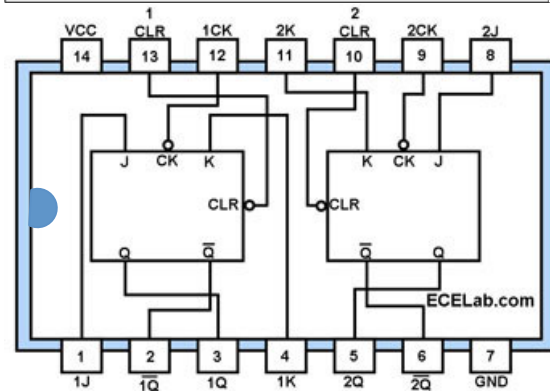 1 2
VCC CLR 1CK 2K CLR 2CK 2J
14 13 12 11 10 9 8
J CK K K CK J
CLR CLR
Q Q̅ Q̅ Q
ECELab.com
1 2 3 4 5 6 7
1J 1Q̅ 1Q 1K 2Q 2Q̅ GND